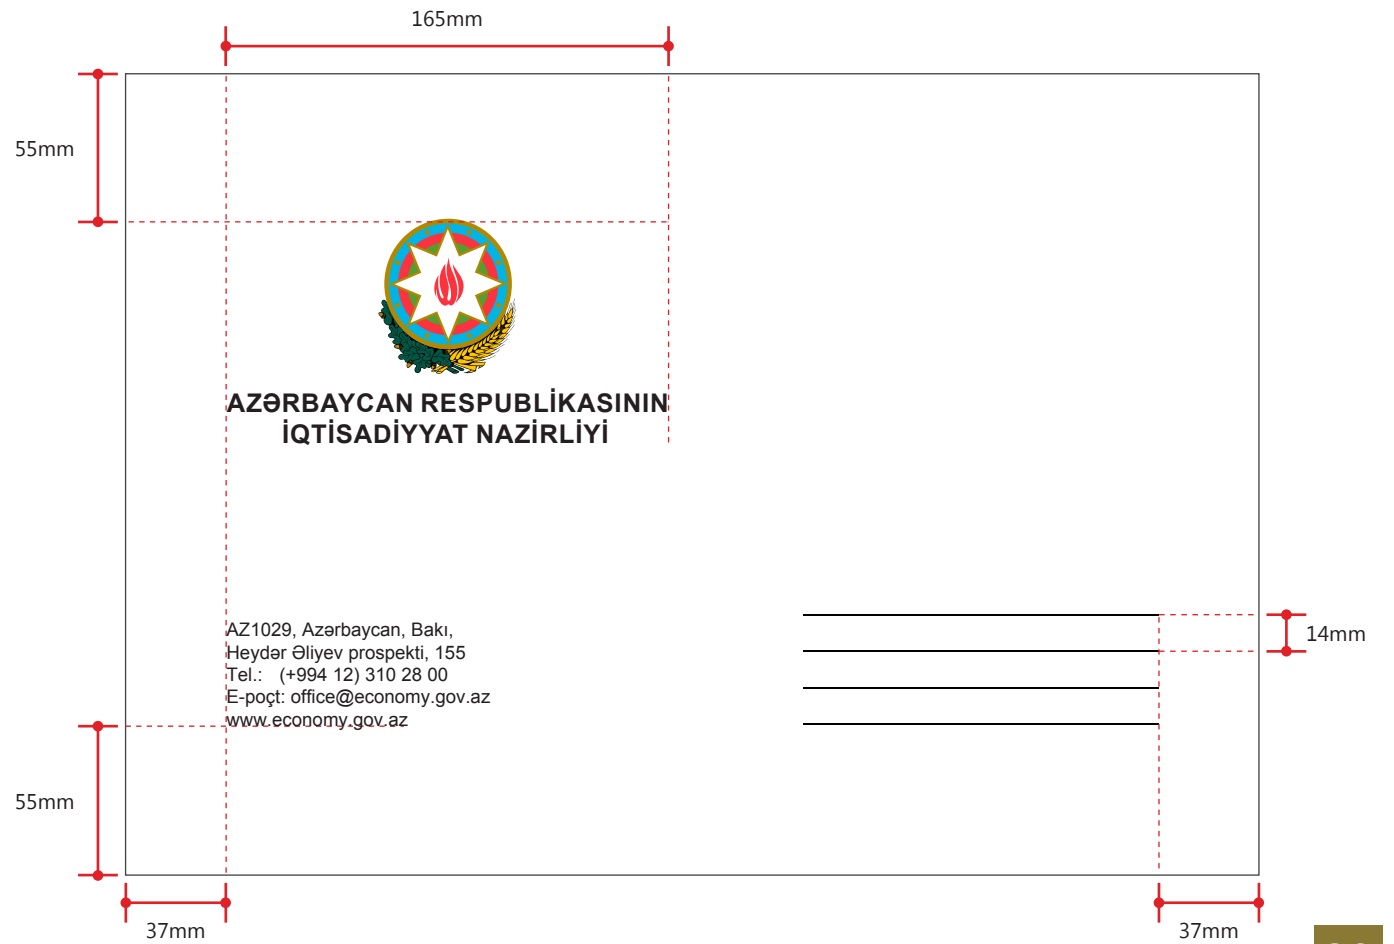 165mm
55mm
AZƏRBAYCAN RESPUBLİKASININ
İQTİSADİYYAT NAZİRLİYİ
AZ1029, Azərbaycan, Bakı,
Heydər Əliyev prospekti, 155
Tel.: (+994 12) 310 28 00
E-poçt: office@economy.gov.az
www.economy.gov.az
14mm
55mm
37mm
37mm